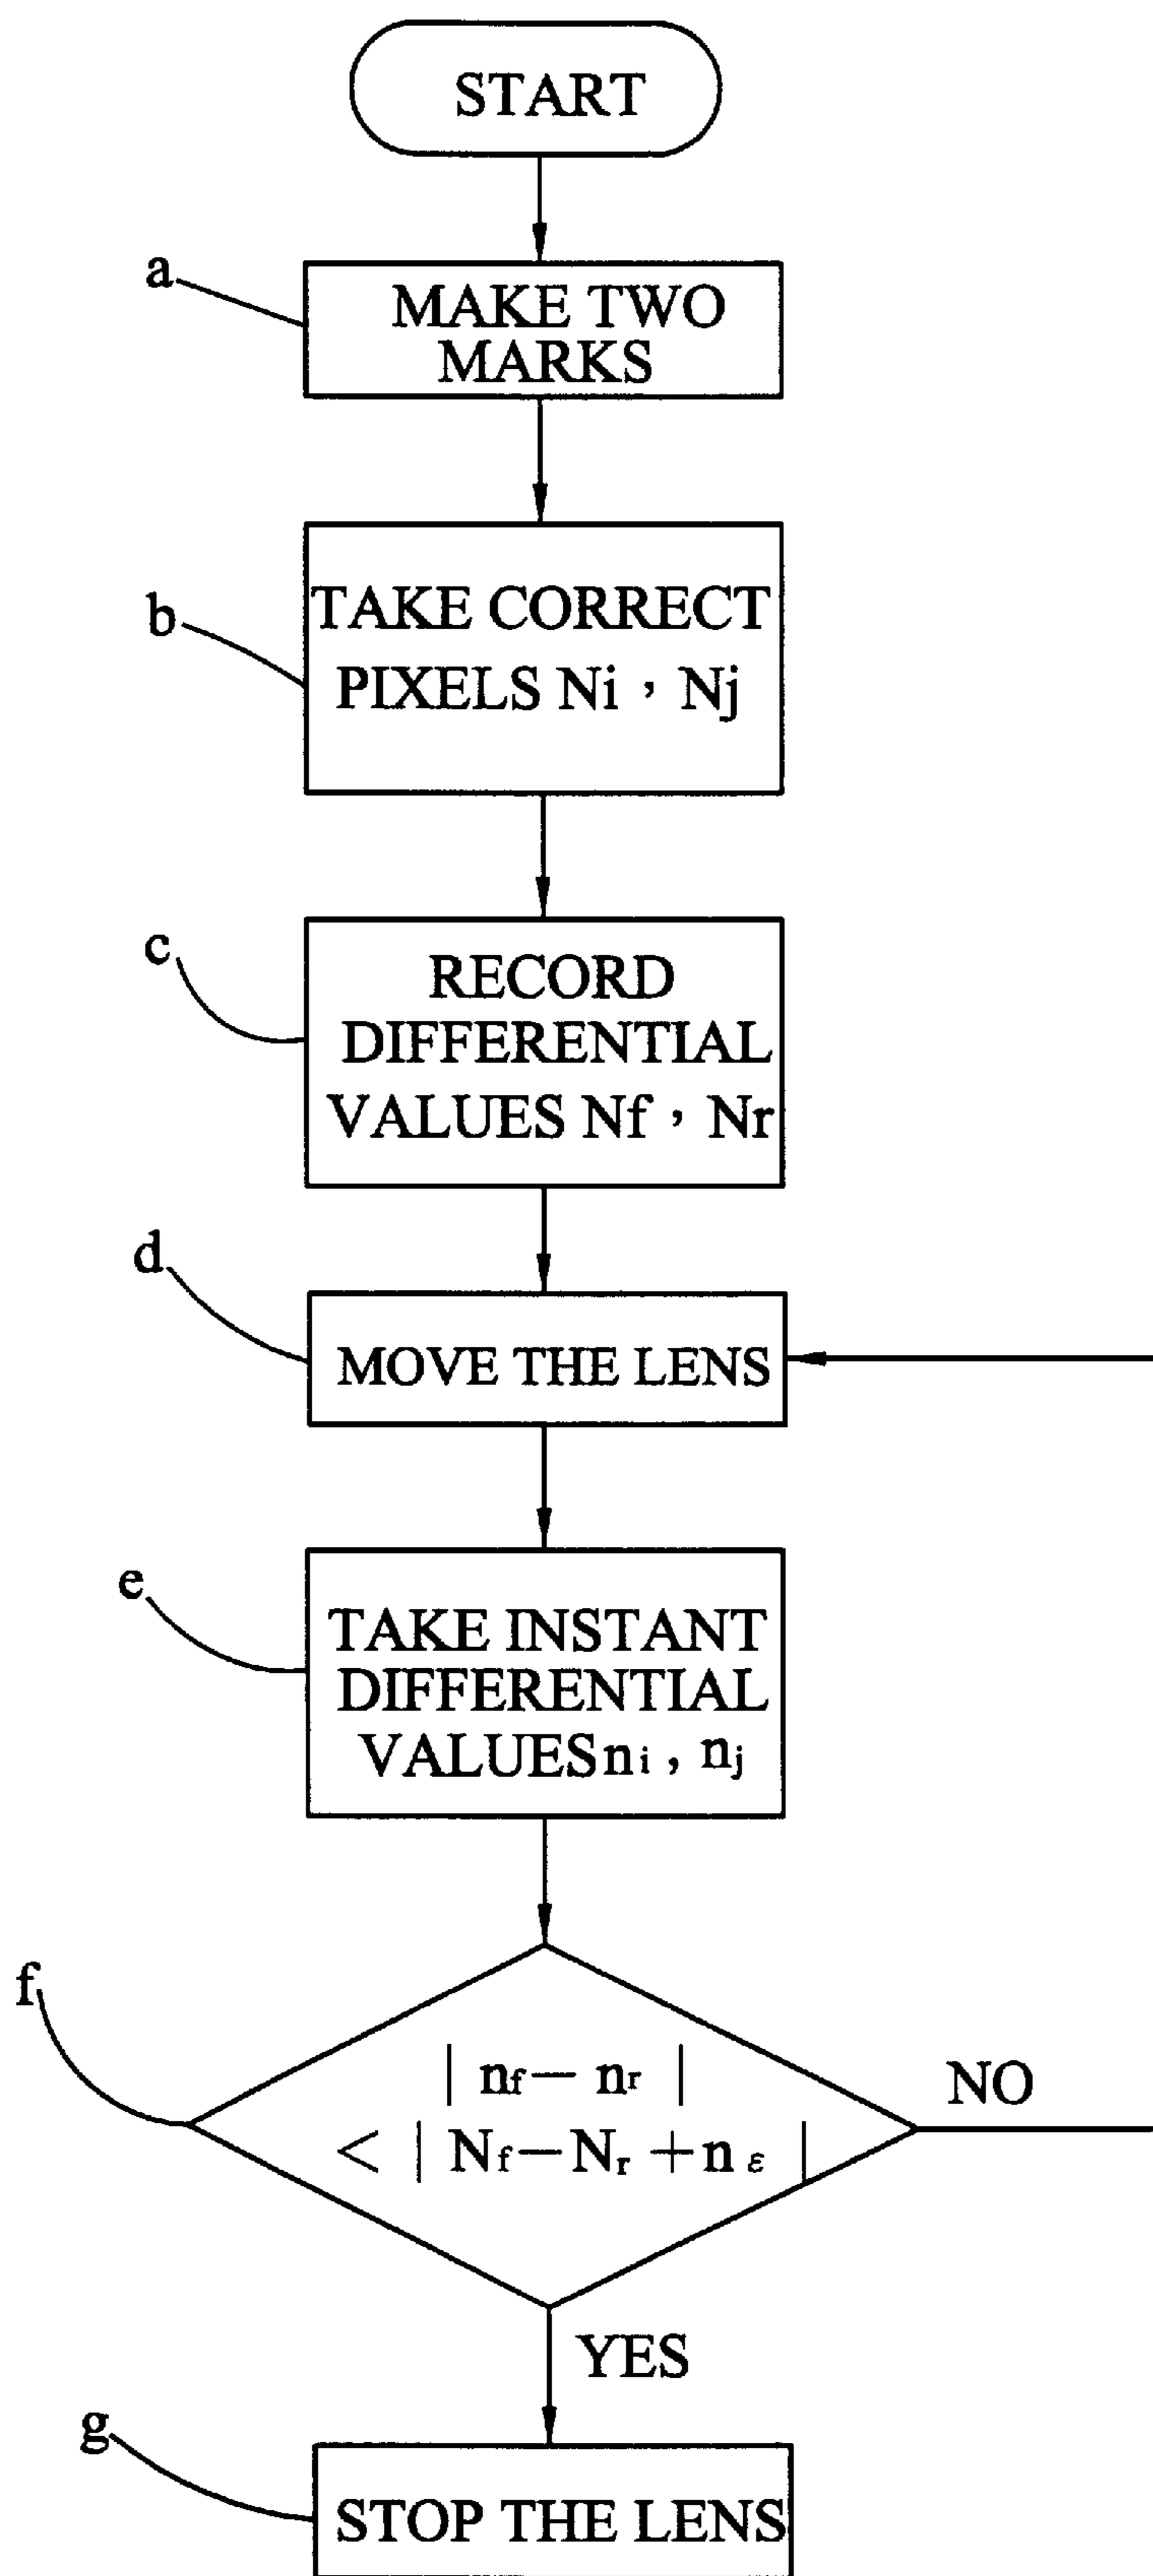 START
a
MAKE TWO
MARKS
b
TAKE CORRECT
PIXELS Ni , Nj
c
RECORD
DIFFERENTIAL
VALUES Nf , Nr
d
MOVE THE LENS
e
TAKE INSTANT
DIFFERENTIAL
VALUES ni , nj
f
| nf − nr |
< | Nf − Nr + nε |
NO
YES
g
STOP THE LENS